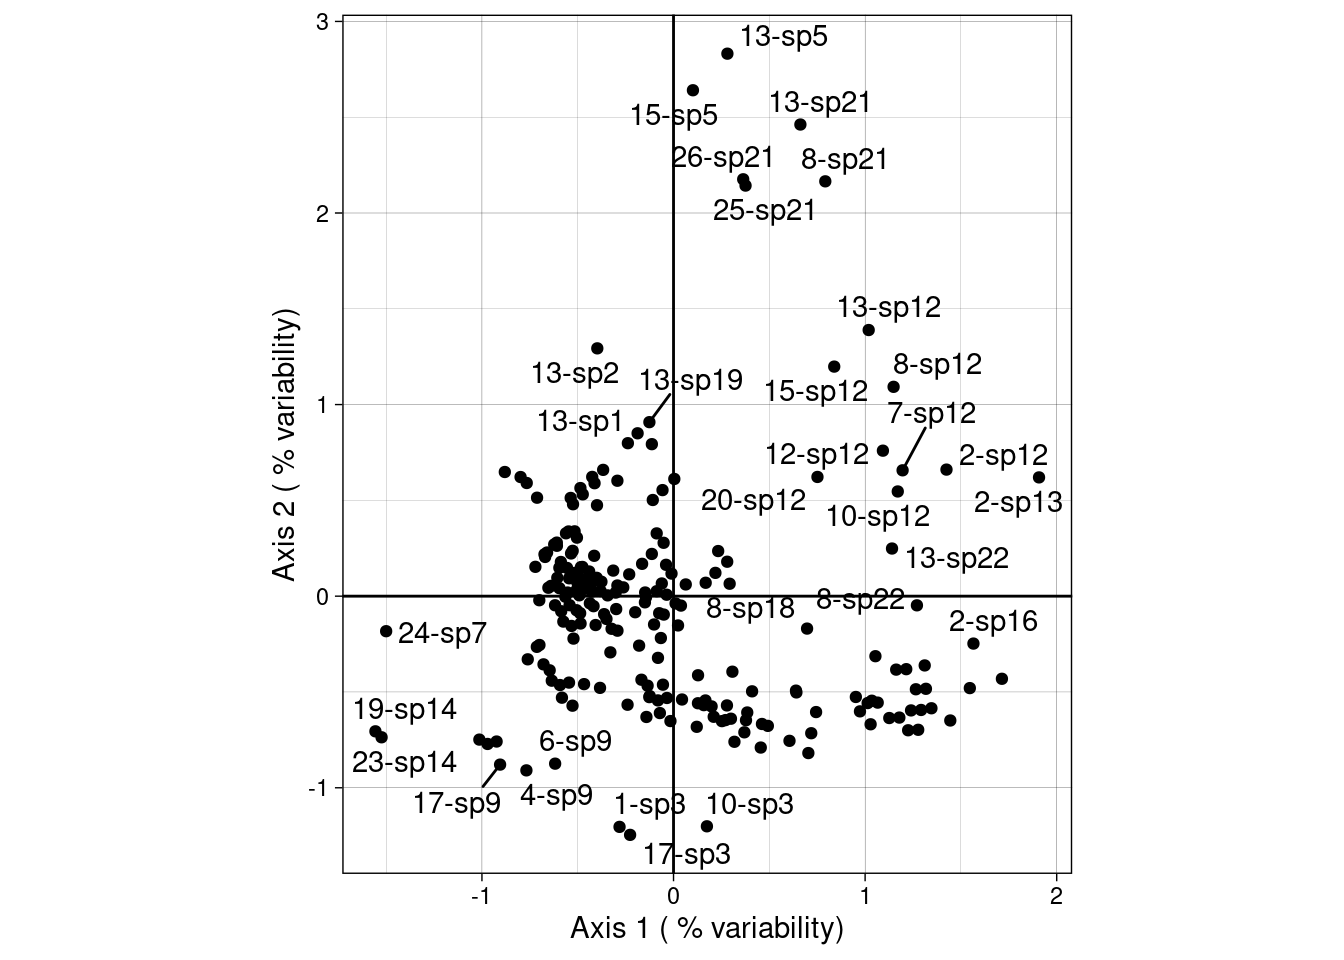 3
13-sp5
15-sp5
13-sp21
26-sp21
8-sp21
25-sp21
2
13-sp12
13-sp2
13-sp19
15-sp12
8-sp12
1
13-sp1
7-sp12
12-sp12
2-sp12
20-sp12
2-sp13
10-sp12
13-sp22
0
8-sp18
8-sp22
2-sp16
24-sp7
19-sp14
6-sp9
23-sp14
-1
17-sp9
4-sp9
1-sp3
10-sp3
17-sp3
-1
0
1
2
Axis 1 ( % variability)
Axis 2 ( % variability)